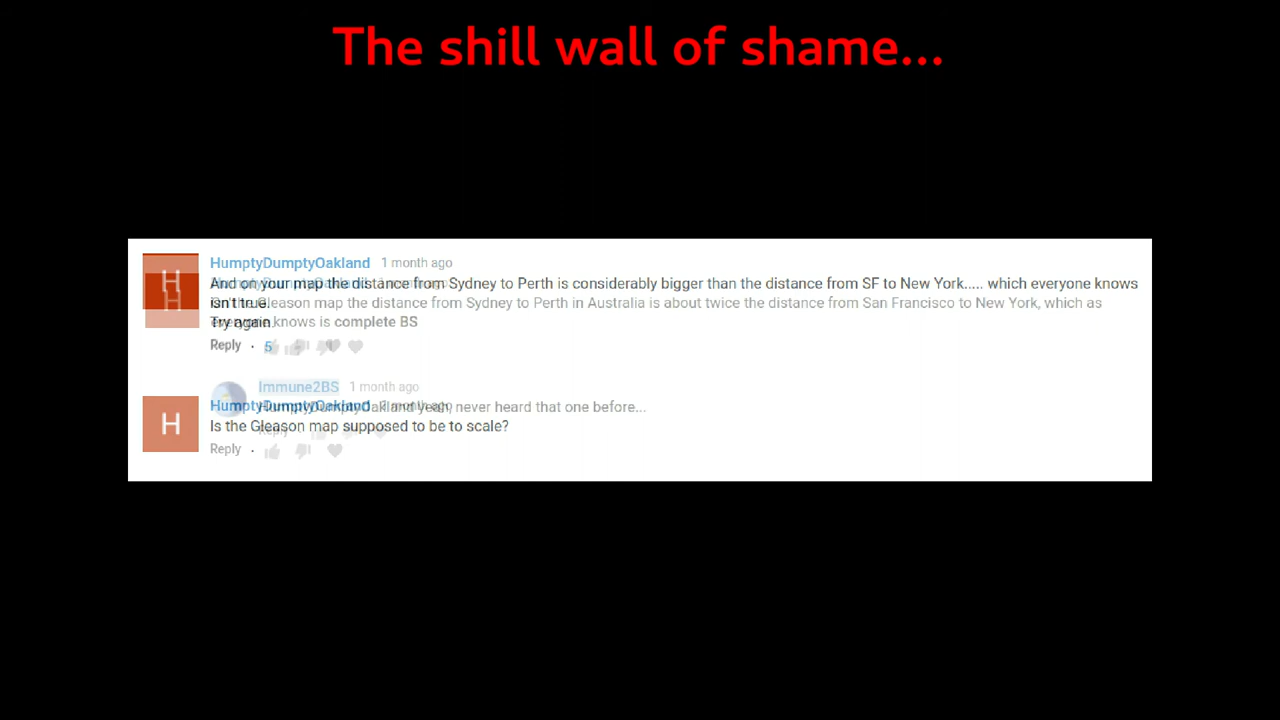 The shill wall of shame...
HumptyDumptyOakland 1 month ago
And on your map the distance from Sydney to Perth is considerably bigger than the distance from SF to New York..... which everyone knows
isn't true.
Gleason map the distance from Sydney to Perth in Australia is about twice the distance from San Francisco to New York, which as
Try again.
knows is complete BS
Reply
5
Immune2BS 1 month ago
HumptyDumptyOakland
HumptyDumptyOakland yeah, never heard that one before...
Is the Gleason map supposed to be to scale?
Reply